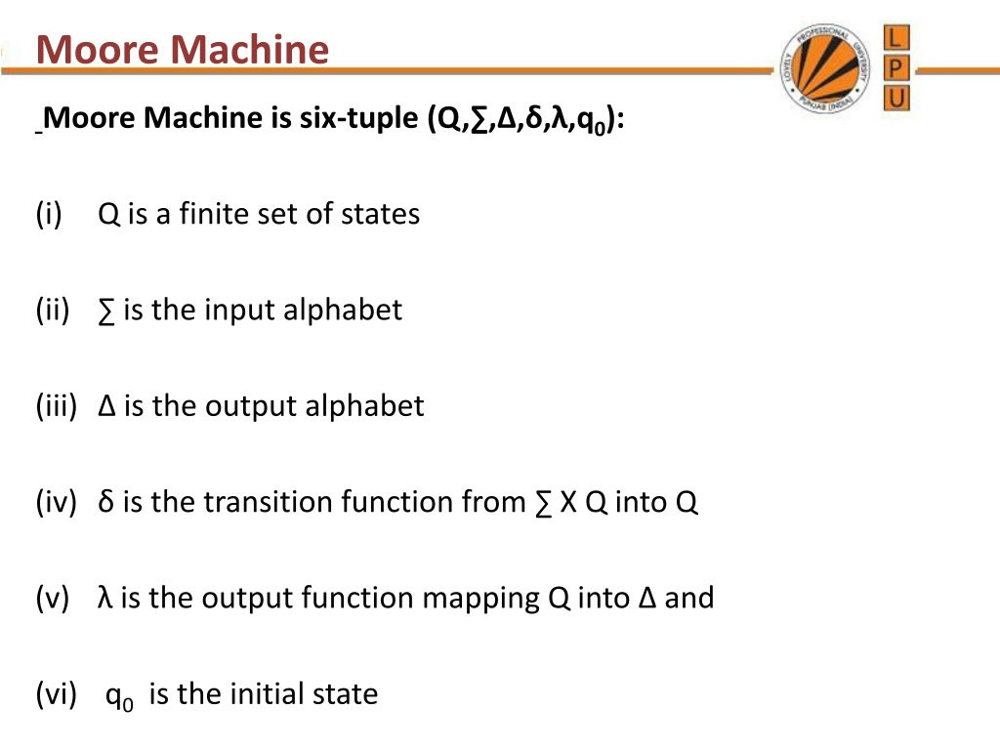 Moore Machine
LOVELY PROFESSIONAL UNIVERSITY
PUNJAB (INDIA)
L
P
U
Moore Machine is six-tuple (Q,∑,Δ,δ,λ,q₀):
(i) Q is a finite set of states
(ii) ∑ is the input alphabet
(iii) Δ is the output alphabet
(iv) δ is the transition function from ∑ X Q into Q
(v) λ is the output function mapping Q into Δ and
(vi) q₀ is the initial state